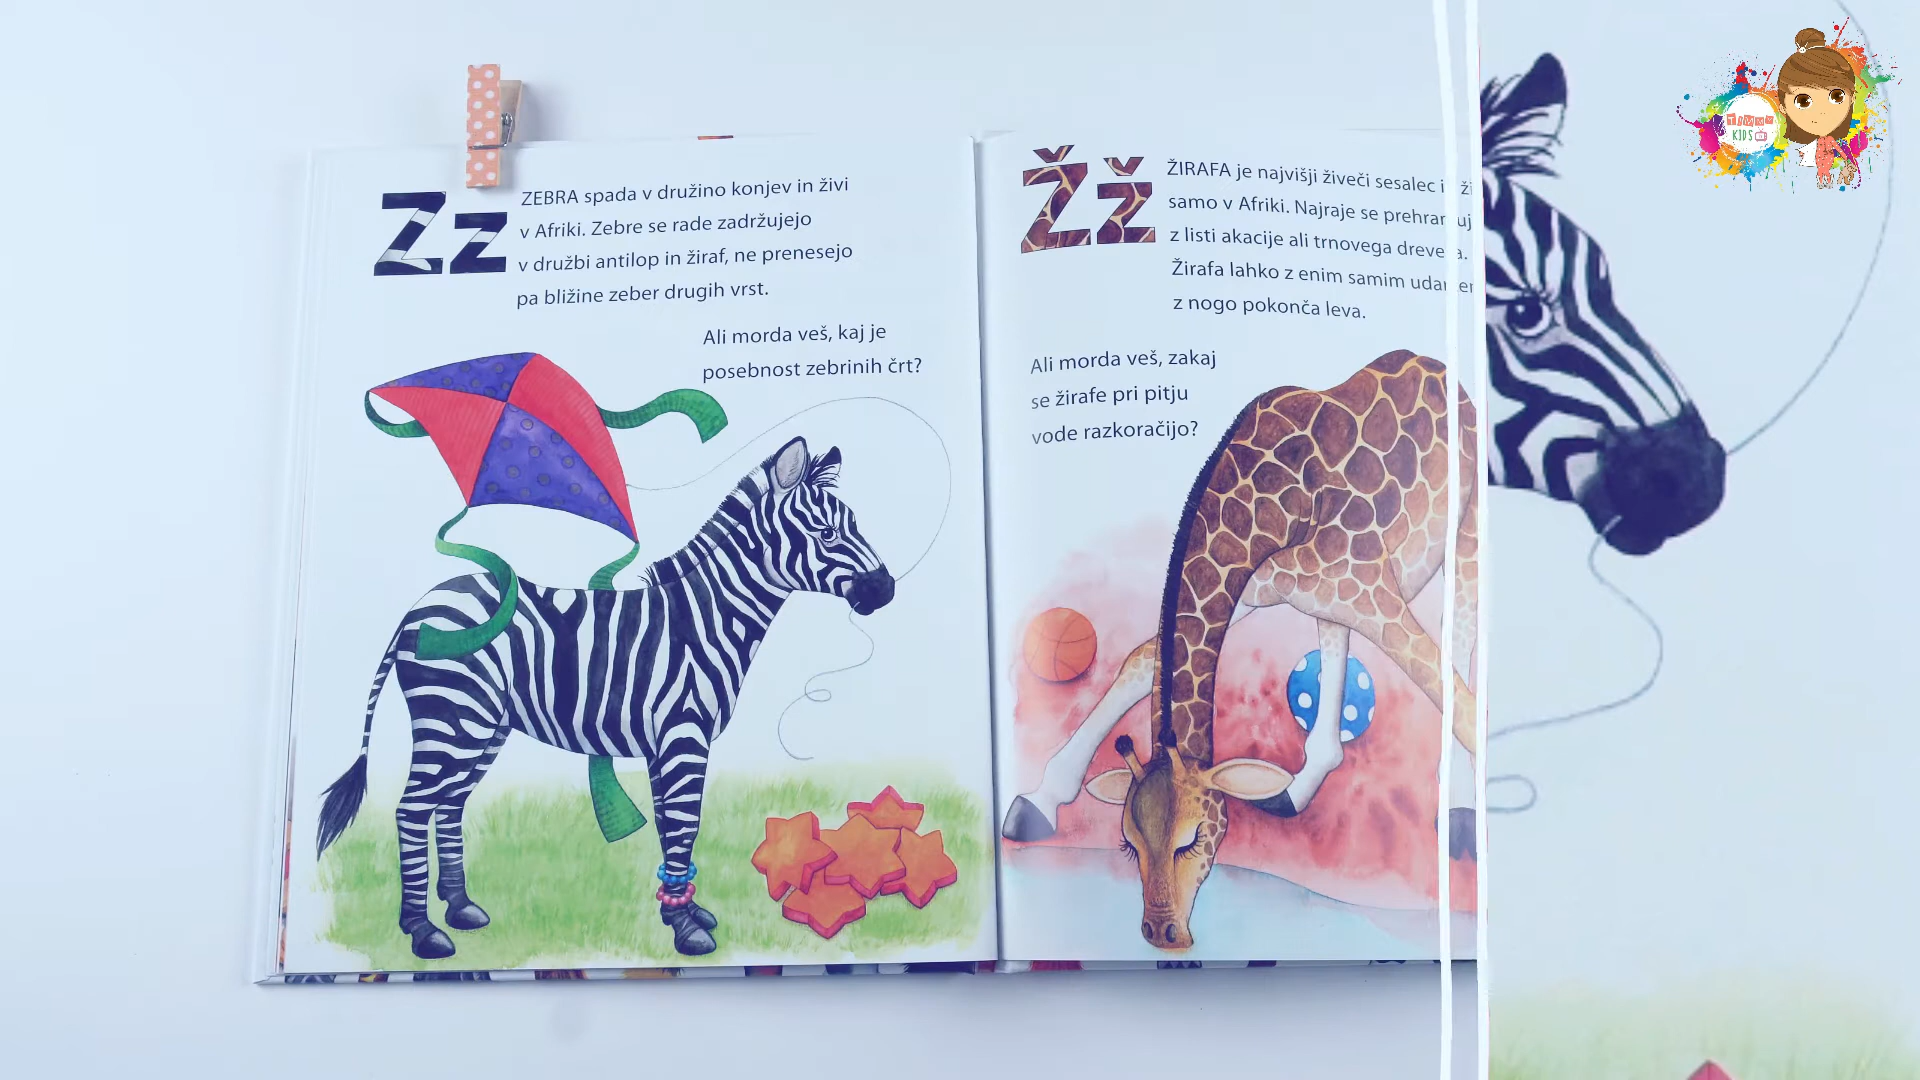 Zz
ZEBRA spada v družino konjev in živi
v Afriki. Zebre se rade zadržujejo
v družbi antilop in žiraf, ne prenesejo
pa bližine zeber drugih vrst.
Ali morda veš, kaj je
posebnost zebrinih črt?
Žž
ŽIRAFA je najvišji živeči sesalec
samo v Afriki. Najraje se
z listi akacije ali trnovega
Žirafa lahko z enim samim
z nogo pokonča leva.
Ali morda veš, zakaj
se žirafe pri pitju
vode razkoračijo?
KIDS